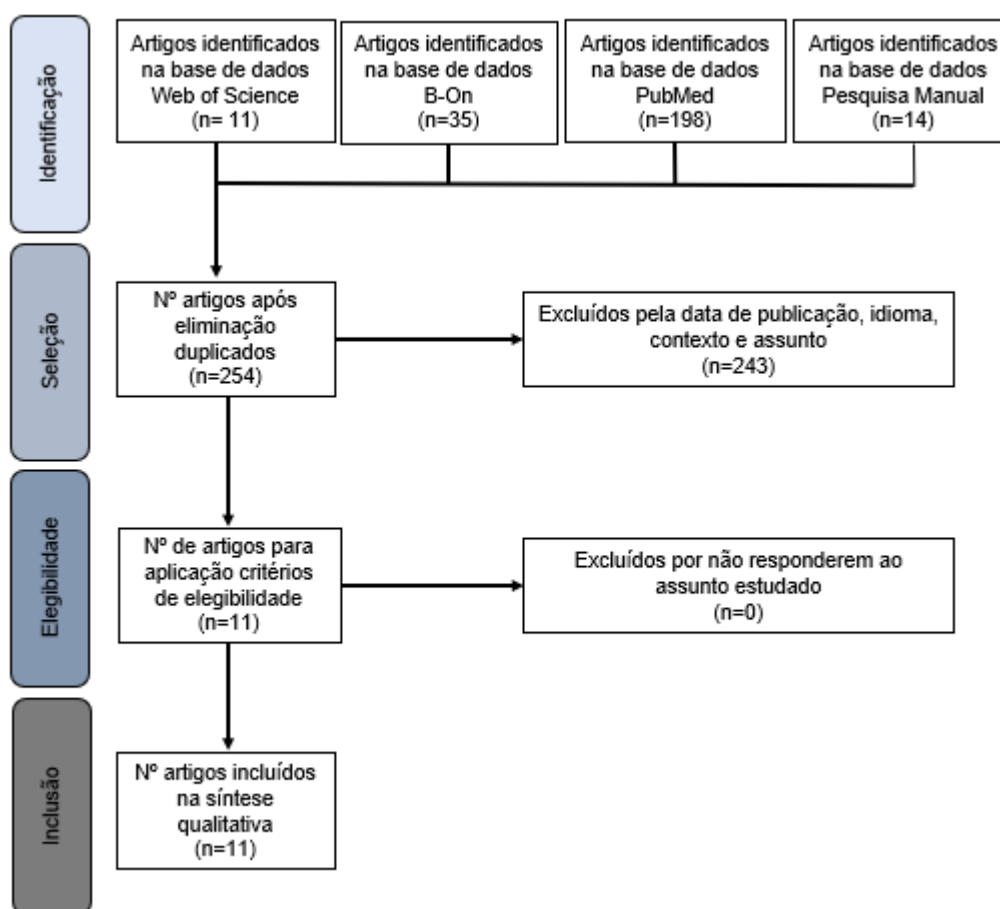 Identificação
Artigos identificados
na base de dados
Web of Science
(n= 11)
Artigos identificados
na base de dados
B-On
(n=35)
Artigos identificados
na base de dados
PubMed
(n=198)
Artigos identificados
na base de dados
Pesquisa Manual
(n=14)
Seleção
Nº artigos após
eliminação
duplicados
(n=254)
Excluídos pela data de publicação, idioma,
contexto e assunto
(n=243)
Elegibilidade
Nº de artigos para
aplicação critérios
de elegibilidade
(n=11)
Excluídos por não responderem ao
assunto estudado
(n=0)
Inclusão
Nº artigos incluídos
na síntese
qualitativa
(n=11)